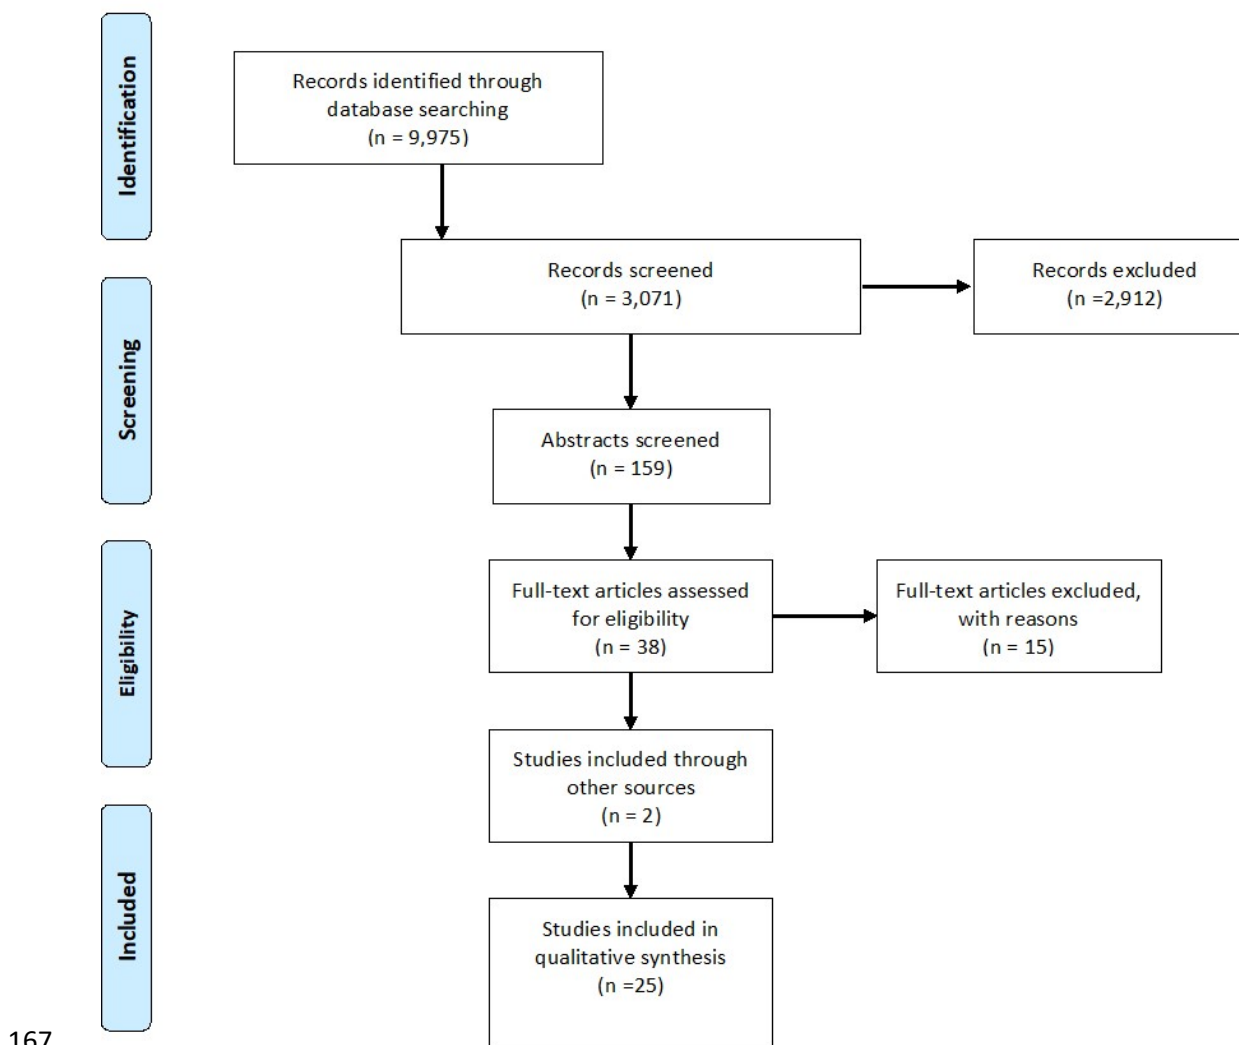 Identification
Records identified through
database searching
(n = 9,975)
Records screened
(n = 3,071)
Records excluded
(n =2,912)
Screening
Abstracts screened
(n = 159)
Eligibility
Full-text articles assessed
for eligibility
(n = 38)
Full-text articles excluded,
with reasons
(n = 15)
Studies included through
other sources
(n = 2)
Included
Studies included in
qualitative synthesis
(n =25)
167